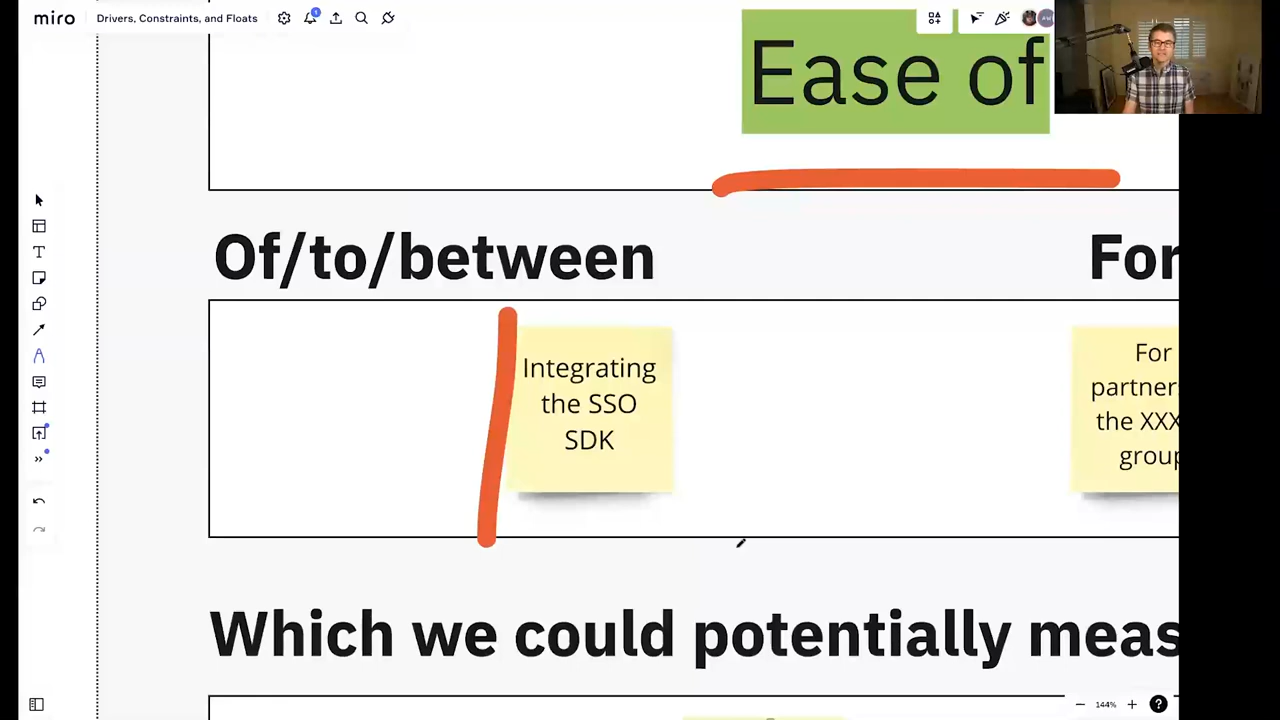 miro Drivers, Constraints, and Floats
Ease of
Of/to/between
For
Integrating
the SSO
SDK
For
partners
the XXX
group
Which we could potentially meas
144%